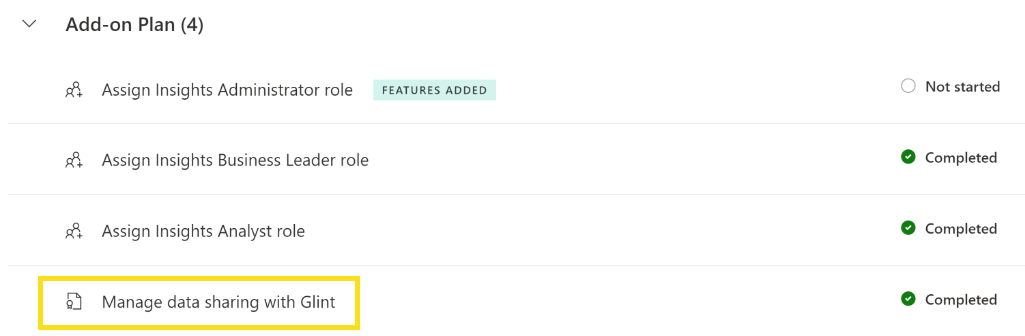 Add-on Plan (4)
Assign Insights Administrator role FEATURES ADDED Not started
Assign Insights Business Leader role Completed
Assign Insights Analyst role Completed
Manage data sharing with Glint Completed